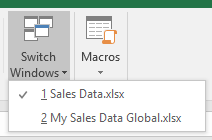 Switch
Windows
Macros
1 Sales Data.xlsx
2 My Sales Data Global.xlsx